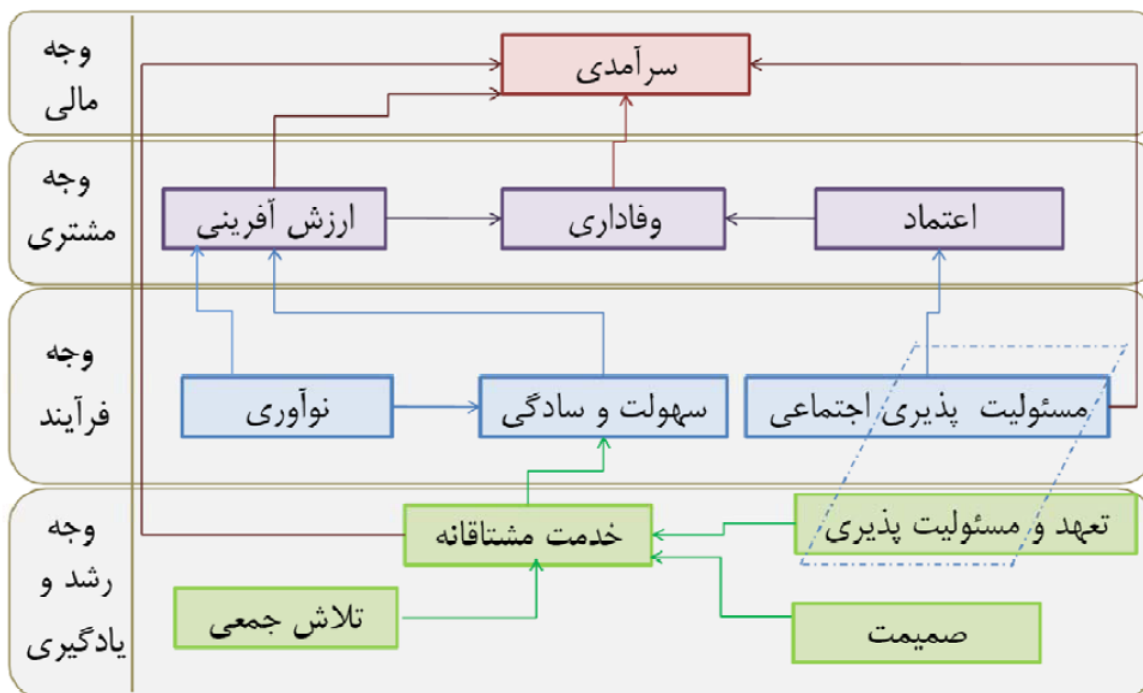 وجه
مالی
سرآمدی
وجه
مشتری
ارزش آفرینی
وفاداری
اعتماد
وجه
فرآیند
نوآوری
سهولت و سادگی
مسئولیت پذیری اجتماعی
وجه
رشد و
یادگیری
خدمت مشتاقانه
تعهد و مسئولیت پذیری
تلاش جمعی
صمیمت